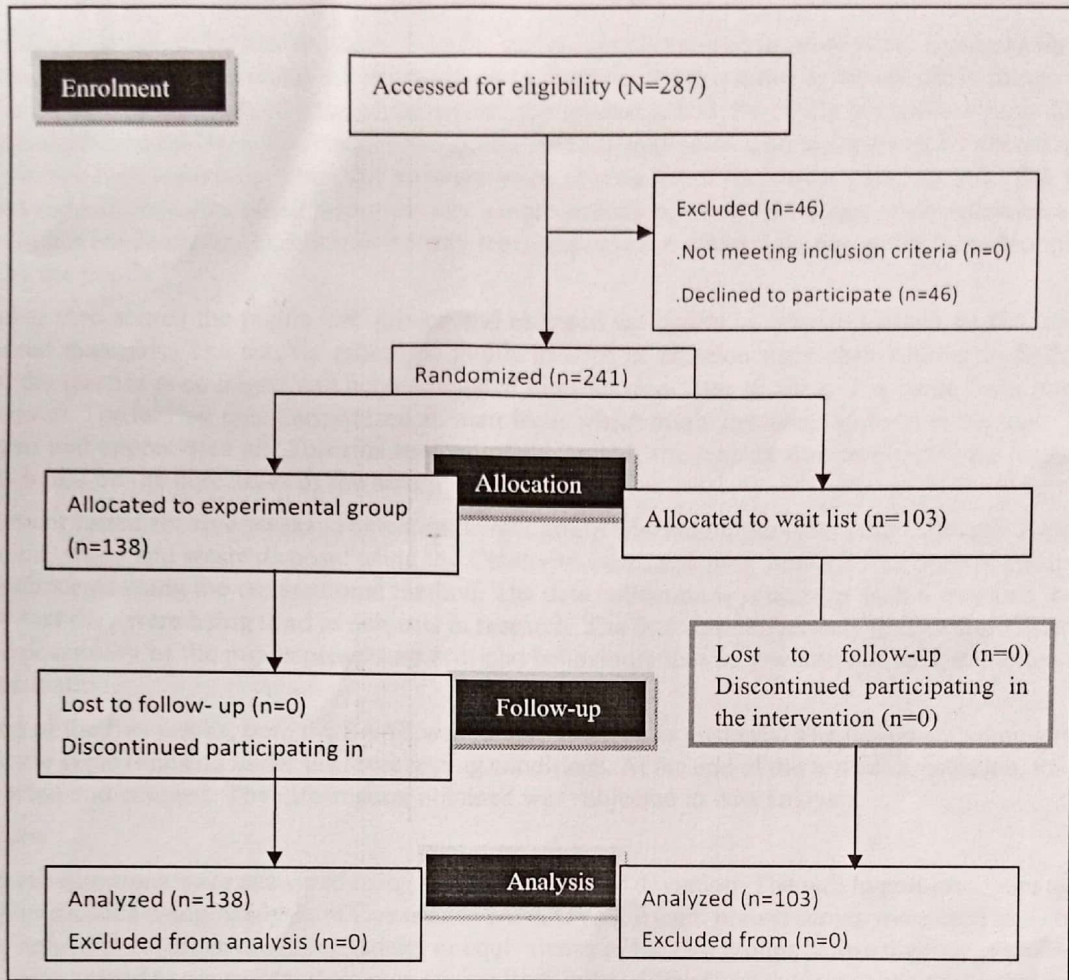 Enrolment
Accessed for eligibility (N=287)
Excluded (n=46)
.Not meeting inclusion criteria (n=0)
.Declined to participate (n=46)
Randomized (n=241)
Allocation
Allocated to experimental group
(n=138)
Allocated to wait list (n=103)
Follow-up
Lost to follow- up (n=0)
Discontinued participating in
Lost to follow-up (n=0)
Discontinued participating in
the intervention (n=0)
Analysis
Analyzed (n=138)
Excluded from analysis (n=0)
Analyzed (n=103)
Excluded from (n=0)